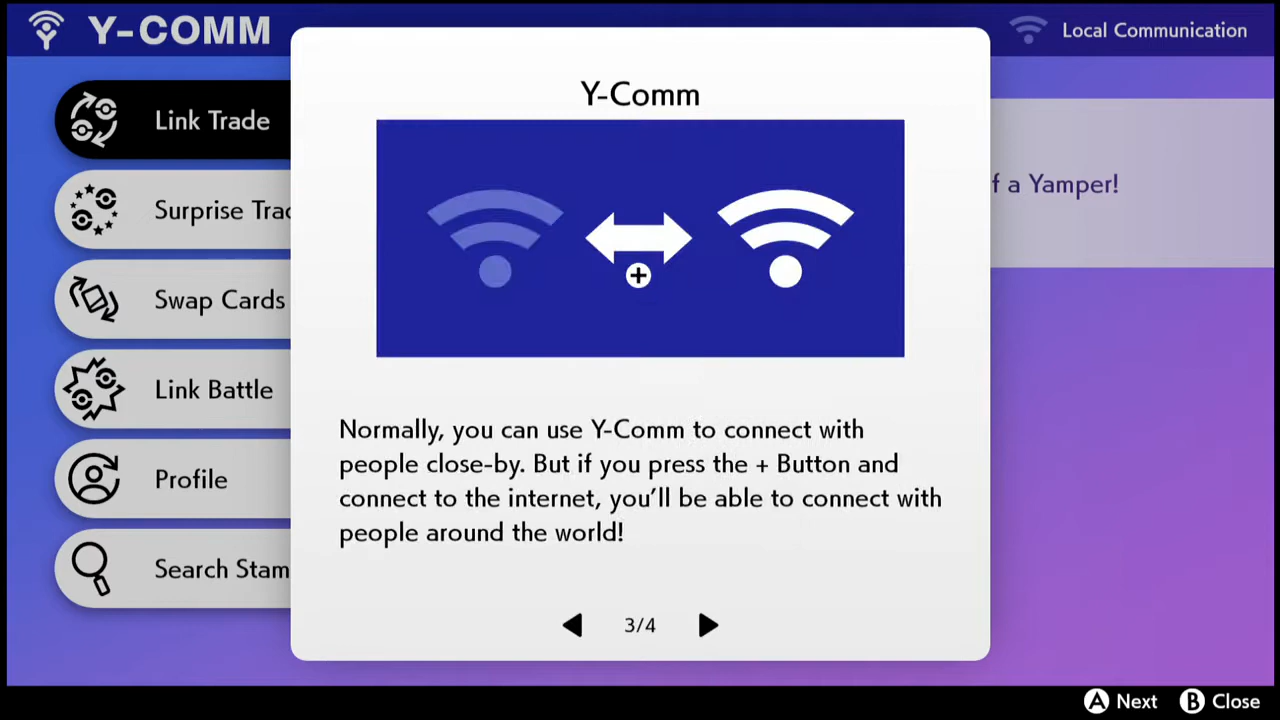 Y-COMM
Local Communication
Link Trade
Surprise Trad
Swap Cards
Link Battle
Profile
Search Stam
f a Yamper!
Y-Comm
Normally, you can use Y-Comm to connect with
people close-by. But if you press the + Button and
connect to the internet, you'll be able to connect with
people around the world!
3/4
A Next
B Close